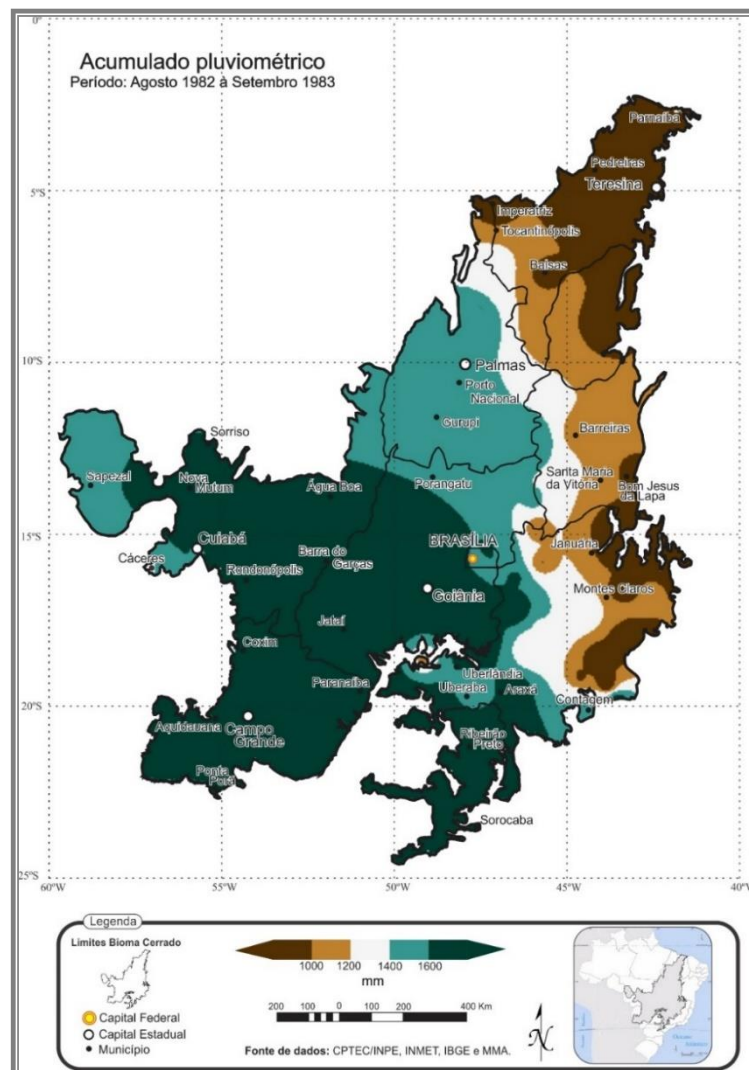 Acumulado pluviométrico
Período: Agosto 1982 à Setembro 1983
0°
Parnaíba
Pedreiras
Teresina
5°S
Imperatriz
Tocantinópolis
Balsas
10°S
Palmas
Porto
Nacional
Gurupi
Barreiras
Sorriso
Sapezal
Nova
Mutum
Água Boa
Porangatu
Santa Maria
da Vitória
Bom Jesus
da Lapa
15°S
Cuiabá
BRASÍLIA
Januária
Cáceres
Barra do
Garças
Rondonópolis
Goiânia
Montes Claros
Jataí
Coxim
Paranaíba
Uberlândia
Uberaba
Araxá
Contagem
20°S
Aquidauana
Campo
Grande
Ribeirão
Preto
Ponta
Porã
Sorocaba
25°S
60°W
55°W
50°W
45°W
40°W
Legenda
Limites Bioma Cerrado
1000
1200
1400
1600
mm
Capital Federal
Capital Estadual
Município
200
100
0
100
200
400 Km
N
Fonte de dados: CPTEC/INPE, INMET, IBGE e MMA.